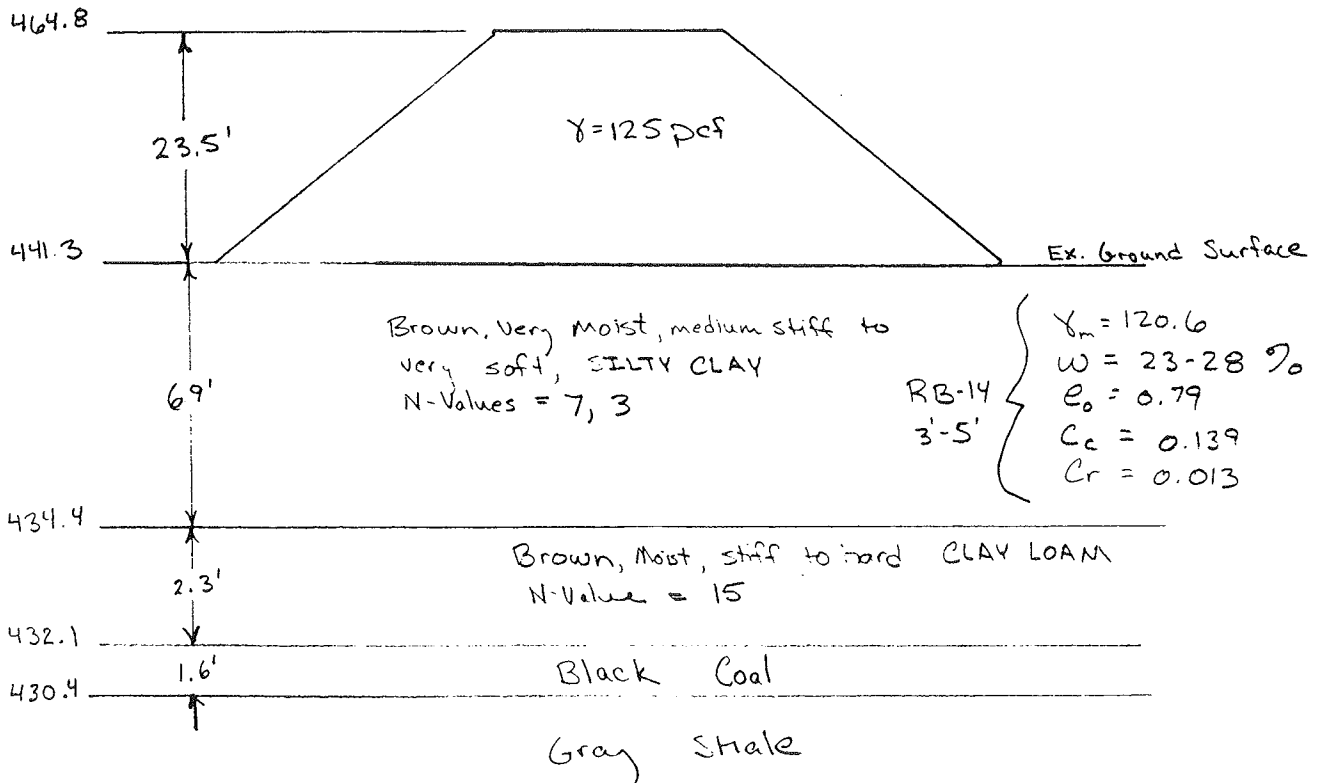 464.8
23.5'
γ=125 pcf
441.3
Ex. Ground Surface
Brown, very moist, medium stiff to
very soft, SILTY CLAY
N-Values = 7, 3
69'
RB-14
3'-5'
γm = 120.6
ω = 23-28 %
e₀ = 0.79
Cc = 0.139
Cr = 0.013
434.4
Brown, Moist, stiff to hard CLAY LOAM
N-Value = 15
2.3'
432.1
1.6'
Black Coal
430.4
Gray Shale